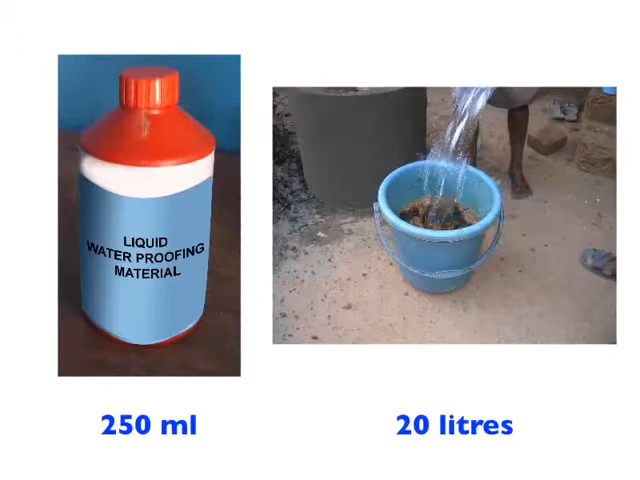 LIQUID
WATER PROOFING
MATERIAL
250 ml
20 litres